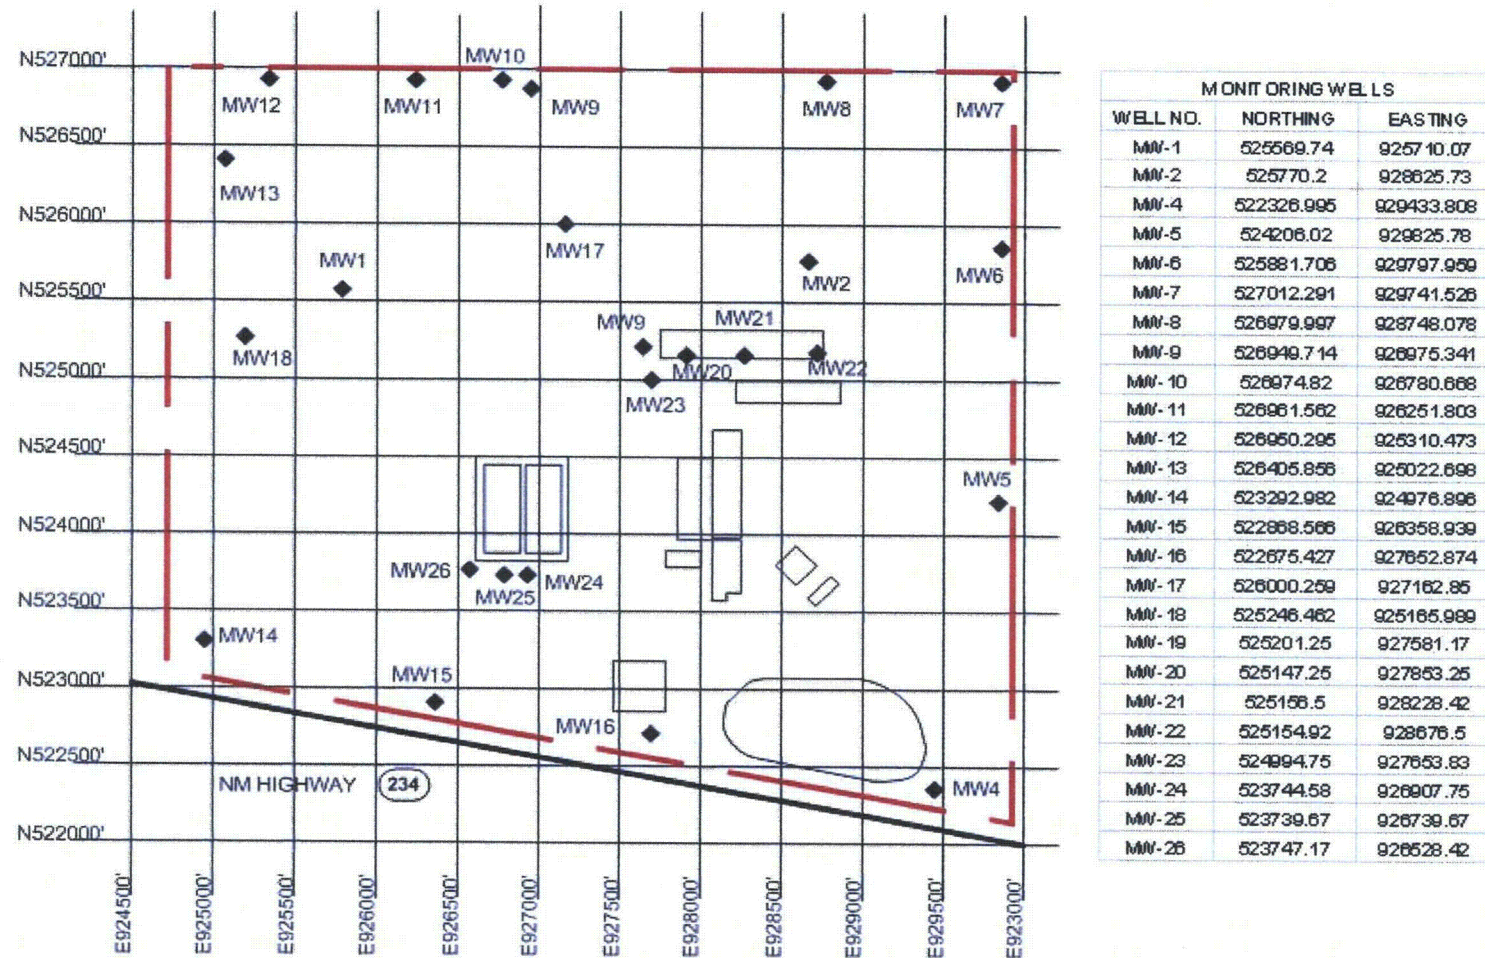 MW10
N527000'
MW12
MW11
MW9
MW8
MW7
N526500'
MW13
N526000'
MW17
MW1
MW2
MW6
N525500'
MW9
MW21
MW18
MW20
MW22
N525000'
MW23
N524500'
MW5
N524000'
MW26
MW24
MW25
N523500'
MW14
MW15
N523000'
MW16
N522500'
NM HIGHWAY 234
MW4
N522000'
E924500'
E925000'
E925500'
E926000'
E926500'
E927000'
E927500'
E928000'
E928500'
E929000'
E929500'
E923000'
MONITORING WELLS
WELL NO. NORTHING EASTING
MW-1 525569.74 925710.07
MW-2 525770.2 928625.73
MW-4 522326.995 929433.808
MW-5 524206.02 929825.78
MW-6 525881.706 929797.959
MW-7 527012.291 929741.526
MW-8 526979.997 928748.078
MW-9 526949.714 926975.341
MW-10 526974.82 926780.668
MW-11 526961.562 926251.803
MW-12 526950.295 925310.473
MW-13 526405.856 925022.698
MW-14 523292.982 924976.896
MW-15 522868.566 926358.939
MW-16 522675.427 927652.874
MW-17 526000.259 927162.85
MW-18 525246.462 925165.989
MW-19 525201.25 927581.17
MW-20 525147.25 927853.25
MW-21 525156.5 928228.42
MW-22 525154.92 928676.5
MW-23 524994.75 927653.83
MW-24 523744.58 926907.75
MW-25 523739.67 926739.67
MW-26 523747.17 926528.42